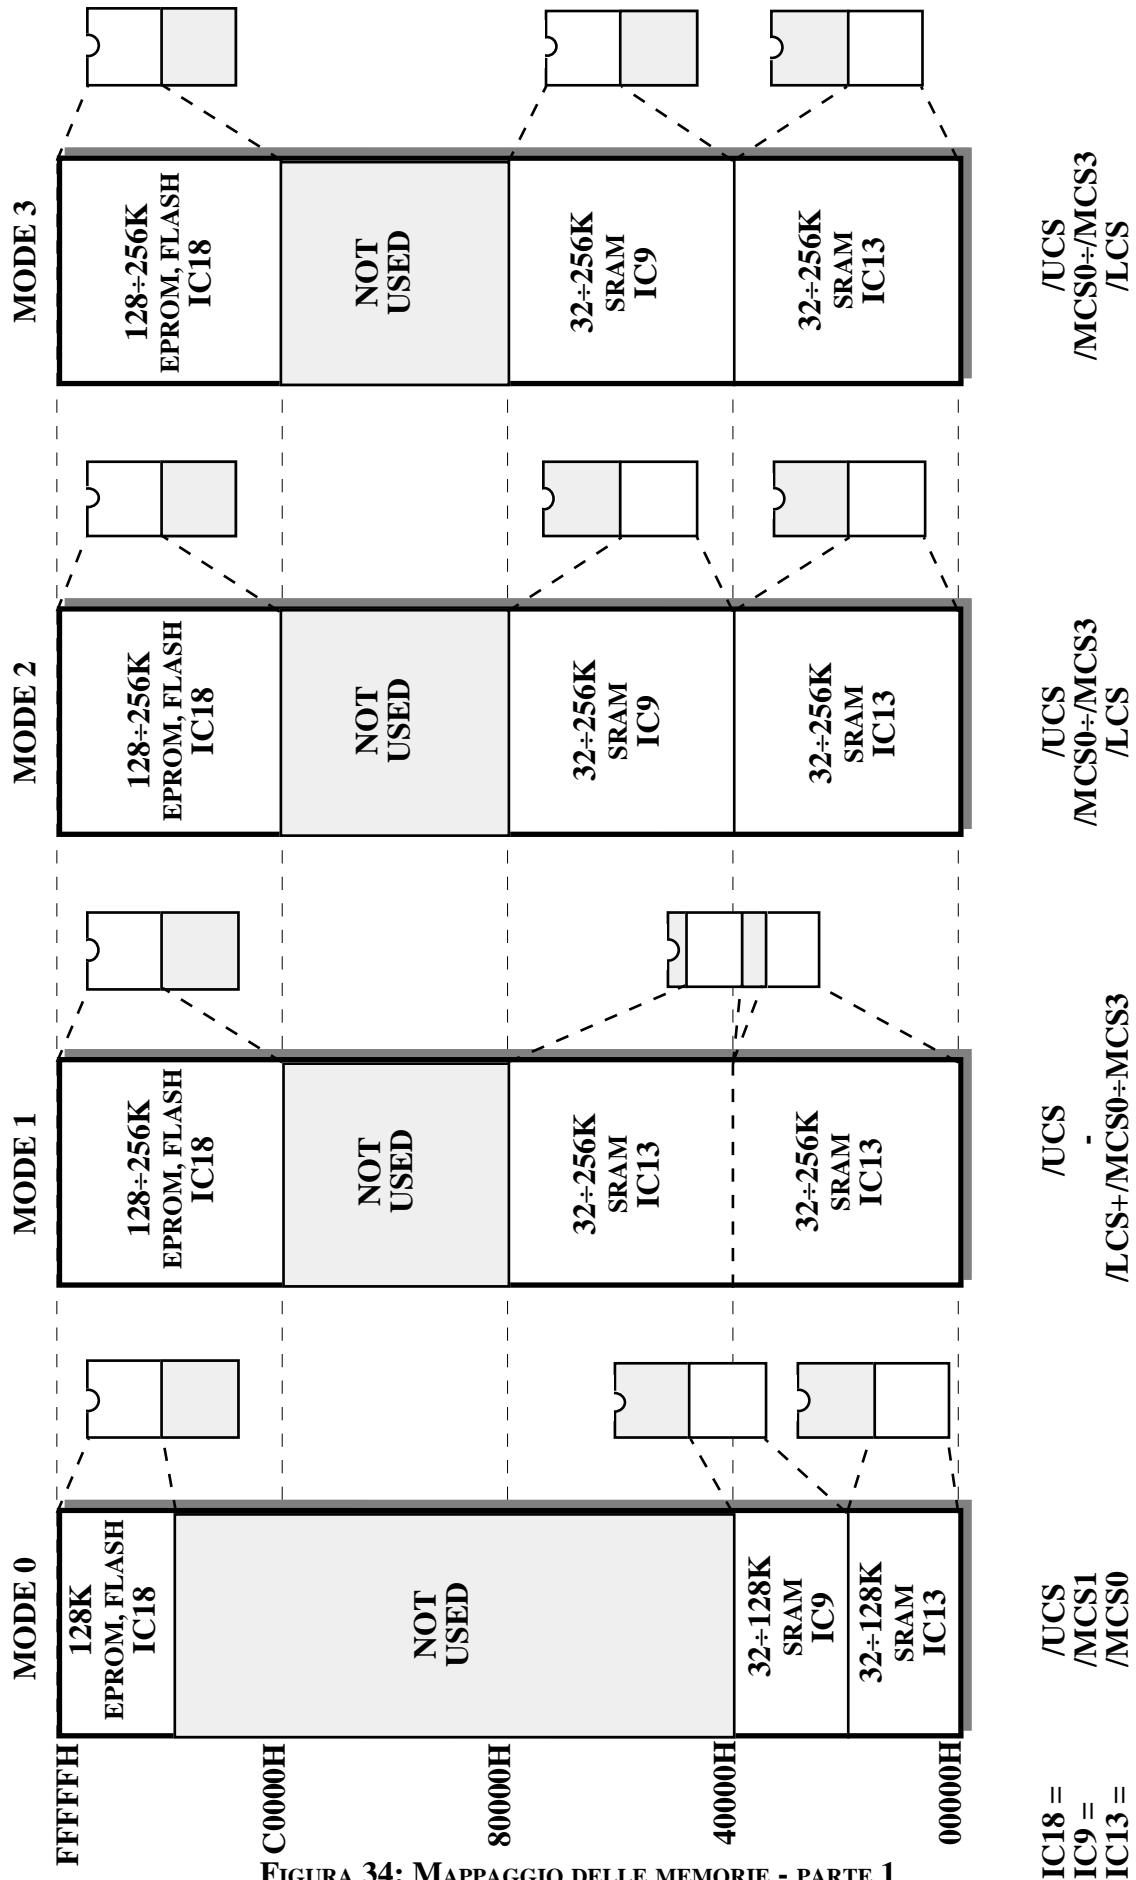 MODE 0
MODE 1
MODE 2
MODE 3
FFFFFH
128K
EPROM, FLASH
IC18
128÷256K
EPROM, FLASH
IC18
128÷256K
EPROM, FLASH
IC18
128÷256K
EPROM, FLASH
IC18
C0000H
NOT
USED
NOT
USED
NOT
USED
NOT
USED
80000H
32÷256K
SRAM
IC13
32÷256K
SRAM
IC9
32÷256K
SRAM
IC9
40000H
32÷128K
SRAM
IC9
32÷128K
SRAM
IC13
32÷256K
SRAM
IC13
32÷256K
SRAM
IC13
32÷256K
SRAM
IC13
00000H
IC18 = /UCS /UCS /UCS /UCS
IC9 = /MCS1 - /MCS0÷/MCS3 /MCS0÷/MCS3
IC13 = /MCS0 /LCS+/MCS0÷MCS3 /LCS /LCS
FIGURA 34: MAPPAGGIO DELLE MEMORIE - PARTE 1